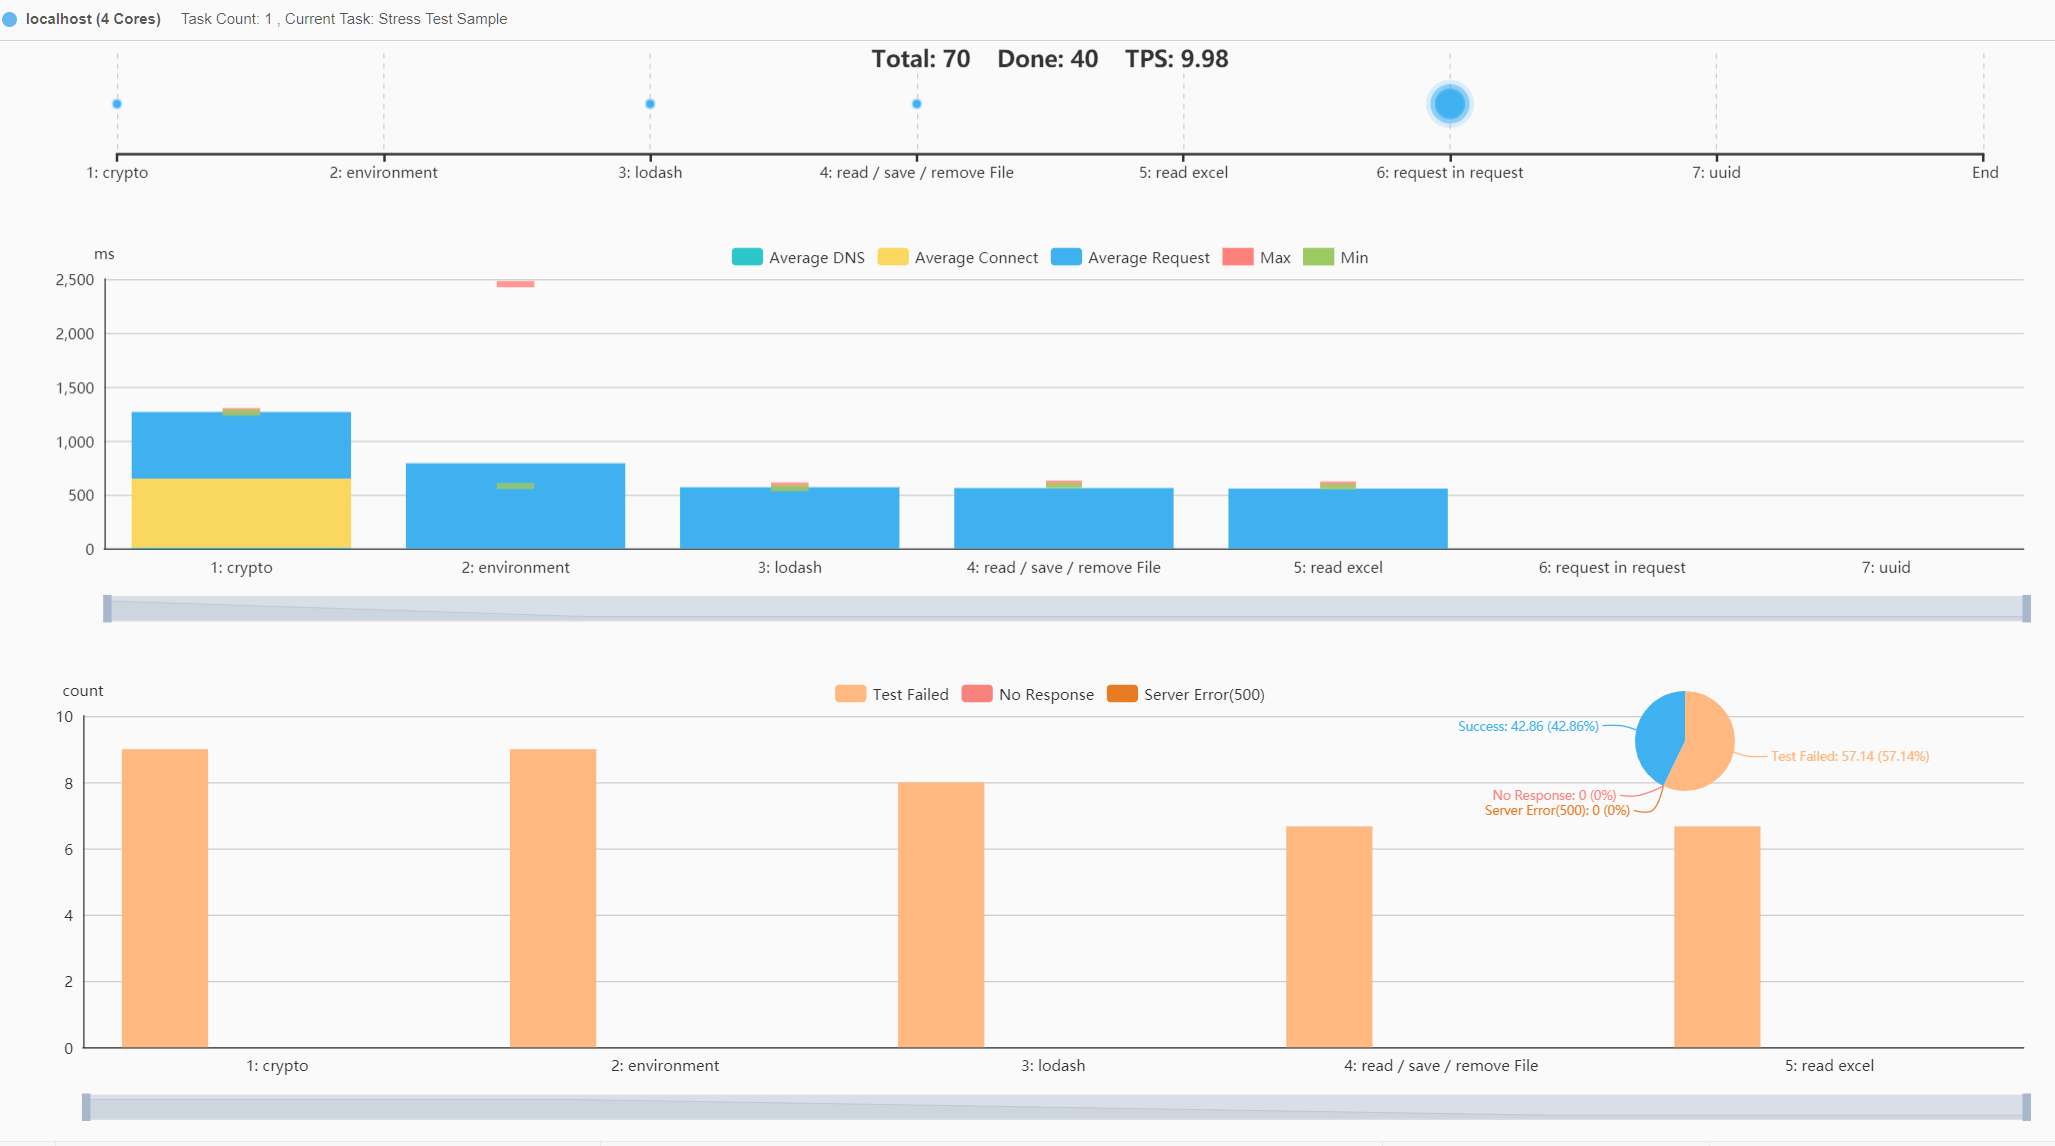 localhost (4 Cores) Task Count: 1 , Current Task: Stress Test Sample
Total: 70 Done: 40 TPS: 9.98
1: crypto 2: environment 3: lodash 4: read / save / remove File 5: read excel 6: request in request 7: uuid End
ms
Average DNS Average Connect Average Request Max Min
2,500
2,000
1,500
1,000
500
0
1: crypto 2: environment 3: lodash 4: read / save / remove File 5: read excel 6: request in request 7: uuid
count
Test Failed No Response Server Error(500)
10
8
6
4
2
0
Success: 42.86 (42.86%)
Test Failed: 57.14 (57.14%)
No Response: 0 (0%)
Server Error(500): 0 (0%)
1: crypto 2: environment 3: lodash 4: read / save / remove File 5: read excel